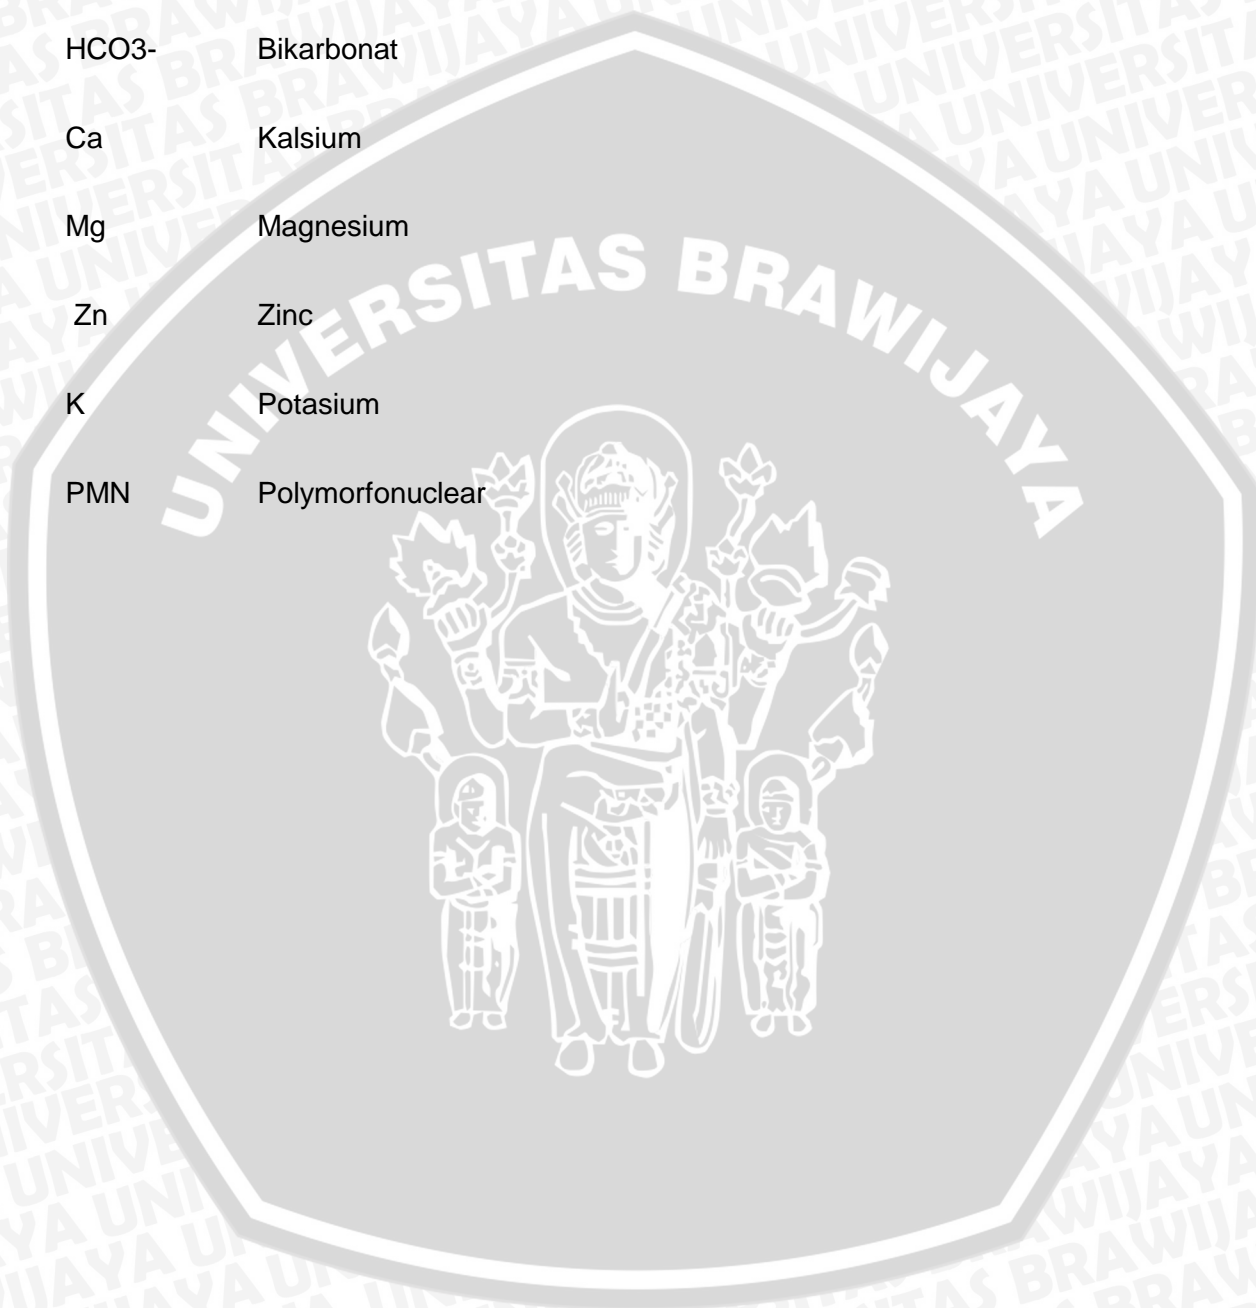 HCO3- Bikarbonat
Ca Kalsium
Mg Magnesium
Zn Zinc
K Potasium
PMN Polymorfonuclear
UNIVERSITAS BRAWIJAYA